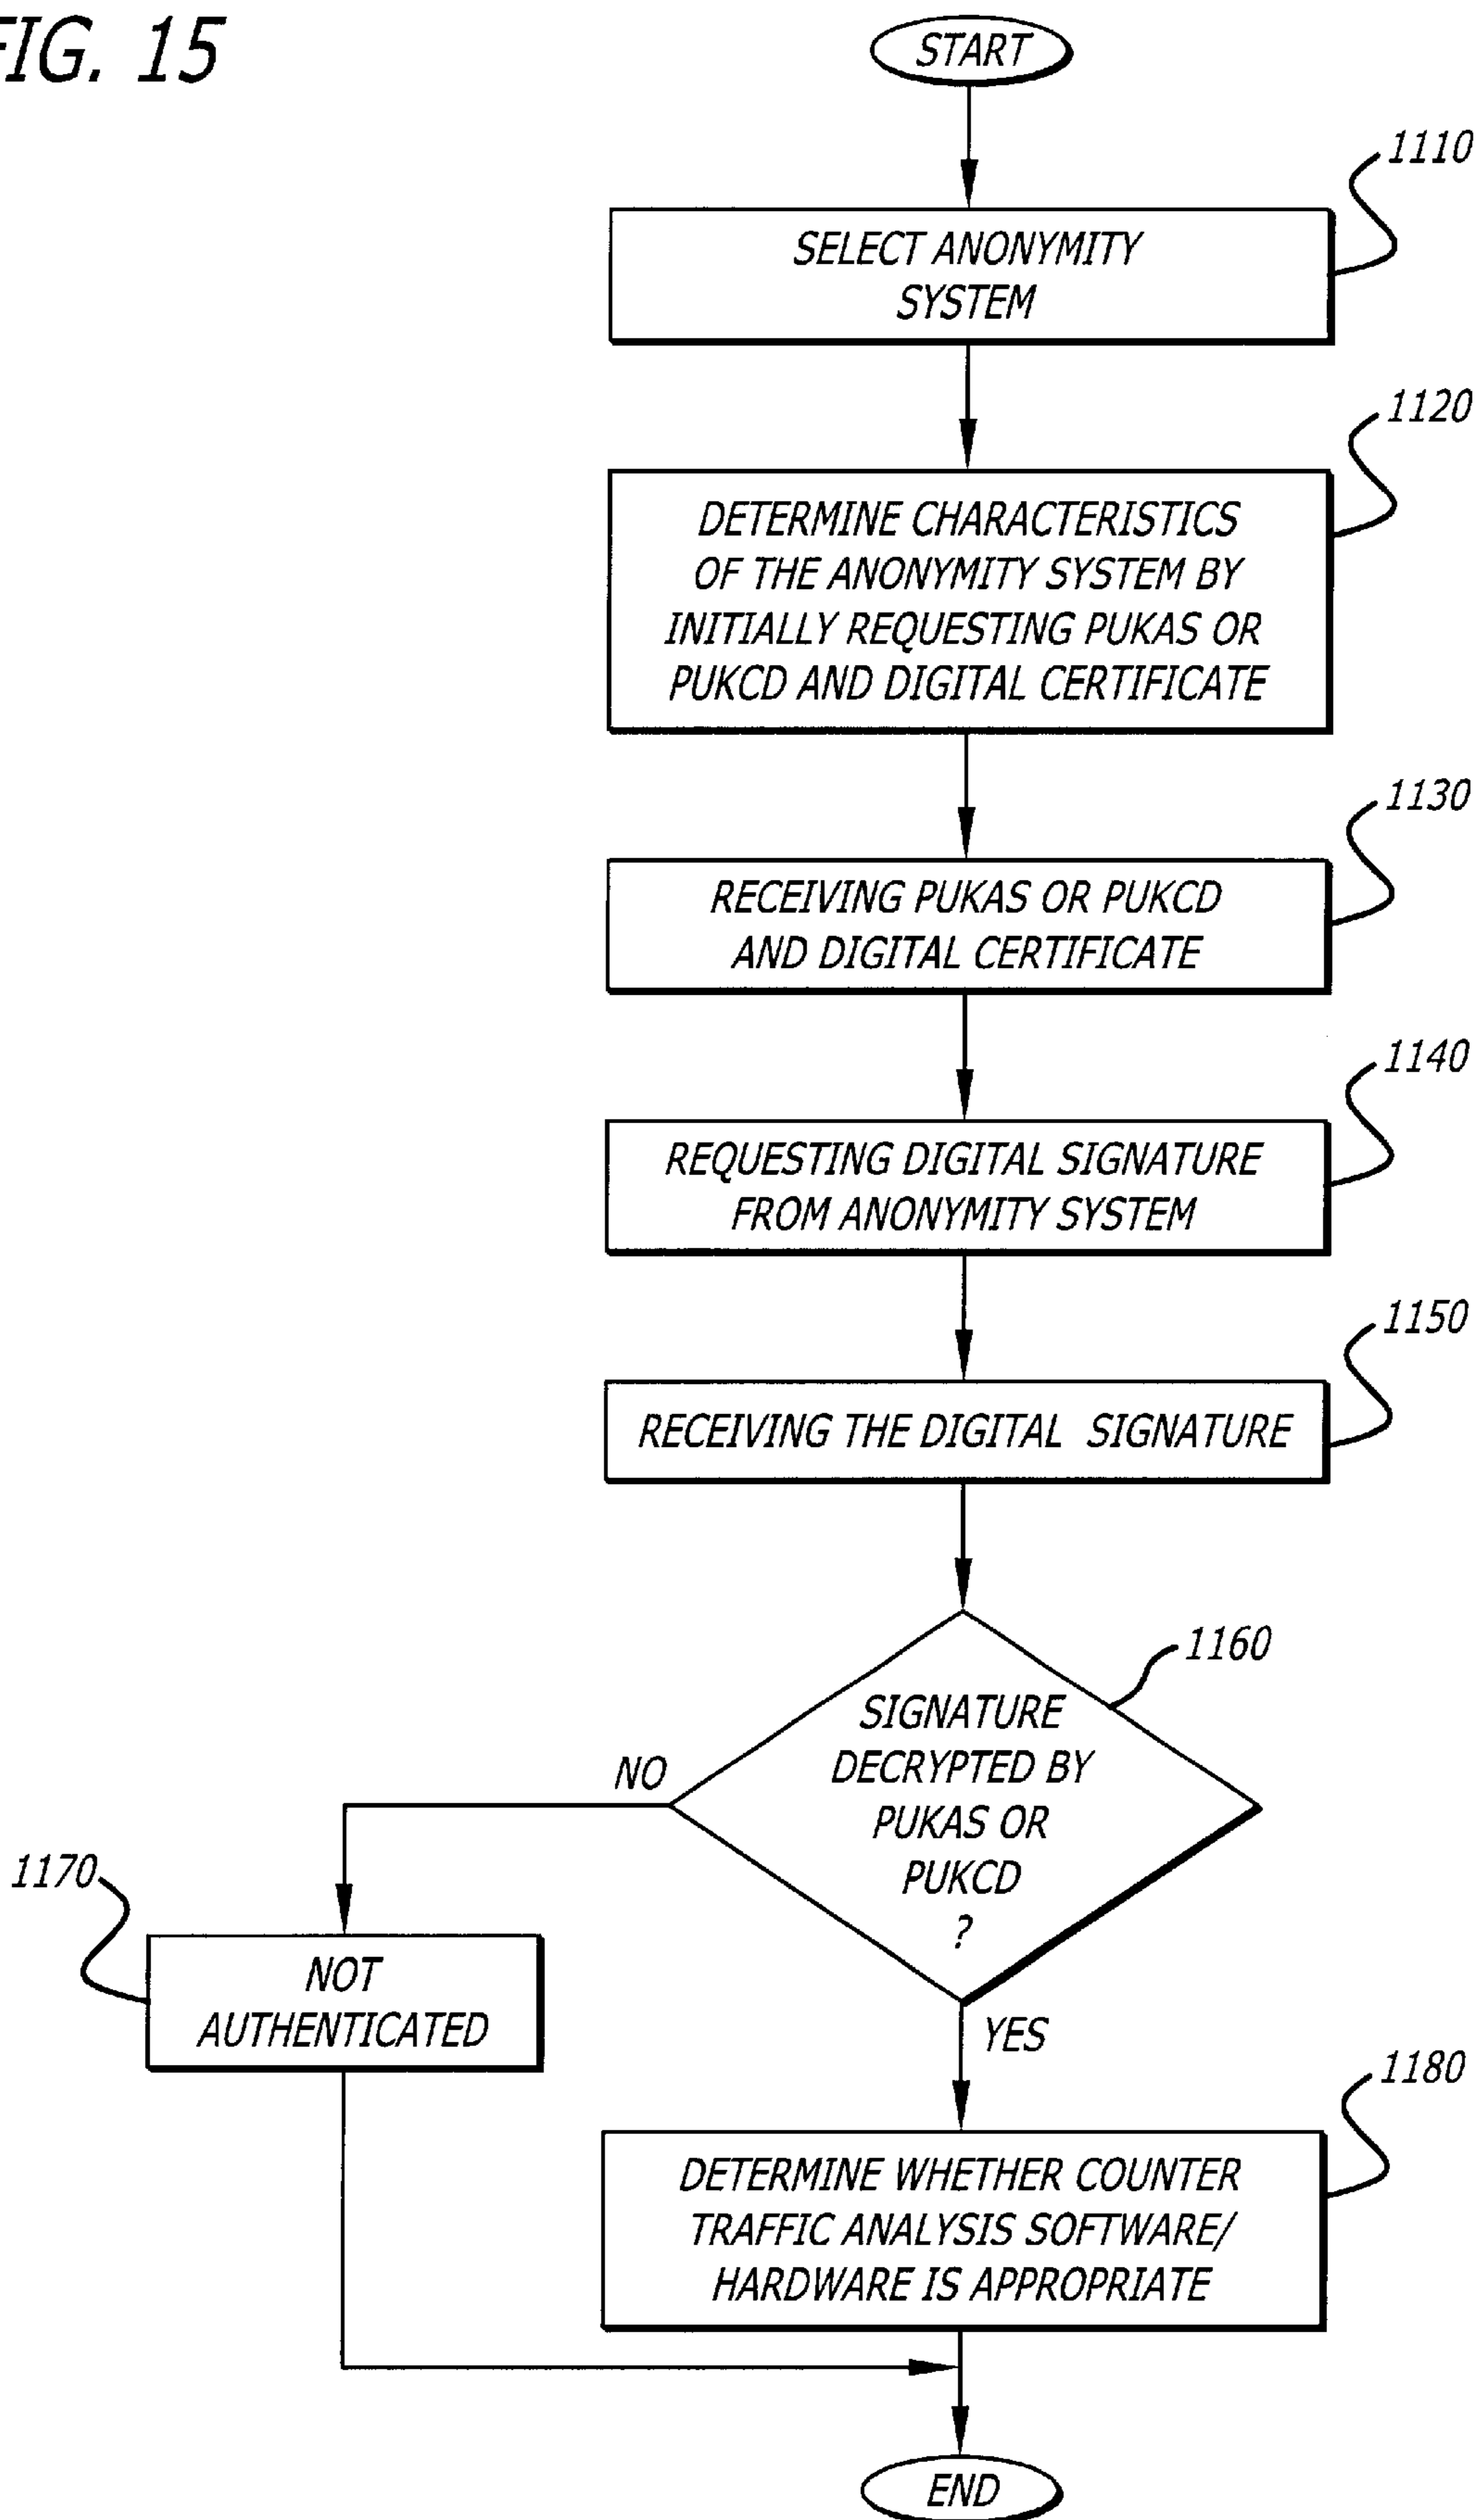 FIG. 15
START
1110
SELECT ANONYMITY
SYSTEM
1120
DETERMINE CHARACTERISTICS
OF THE ANONYMITY SYSTEM BY
INITIALLY REQUESTING PUKAS OR
PUKCD AND DIGITAL CERTIFICATE
1130
RECEIVING PUKAS OR PUKCD
AND DIGITAL CERTIFICATE
1140
REQUESTING DIGITAL SIGNATURE
FROM ANONYMITY SYSTEM
1150
RECEIVING THE DIGITAL SIGNATURE
1160
SIGNATURE
DECRYPTED BY
PUKAS OR
PUKCD
?
NO
1170
NOT
AUTHENTICATED
YES
1180
DETERMINE WHETHER COUNTER
TRAFFIC ANALYSIS SOFTWARE/
HARDWARE IS APPROPRIATE
END